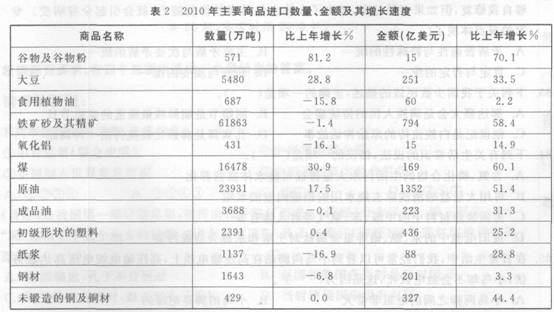 表2 2010年主要商品进口数量、金额及其增长速度
商品名称 数量(万吨) 比上年增长% 金额(亿美元) 比上年增长%
谷物及谷物粉 571 81.2 15 70.1
大豆 5480 28.8 251 33.5
食用植物油 687 -15.8 60 2.2
铁矿砂及其精矿 61863 -1.4 794 58.4
氧化铝 431 -16.1 15 14.9
煤 16478 30.9 169 60.1
原油 23931 17.5 1352 51.4
成品油 3688 -0.1 223 31.3
初级形状的塑料 2391 0.4 436 25.2
纸浆 1137 -16.9 88 28.8
钢材 1643 -6.8 201 3.3
未锻造的铜及铜材 429 0.0 327 44.4